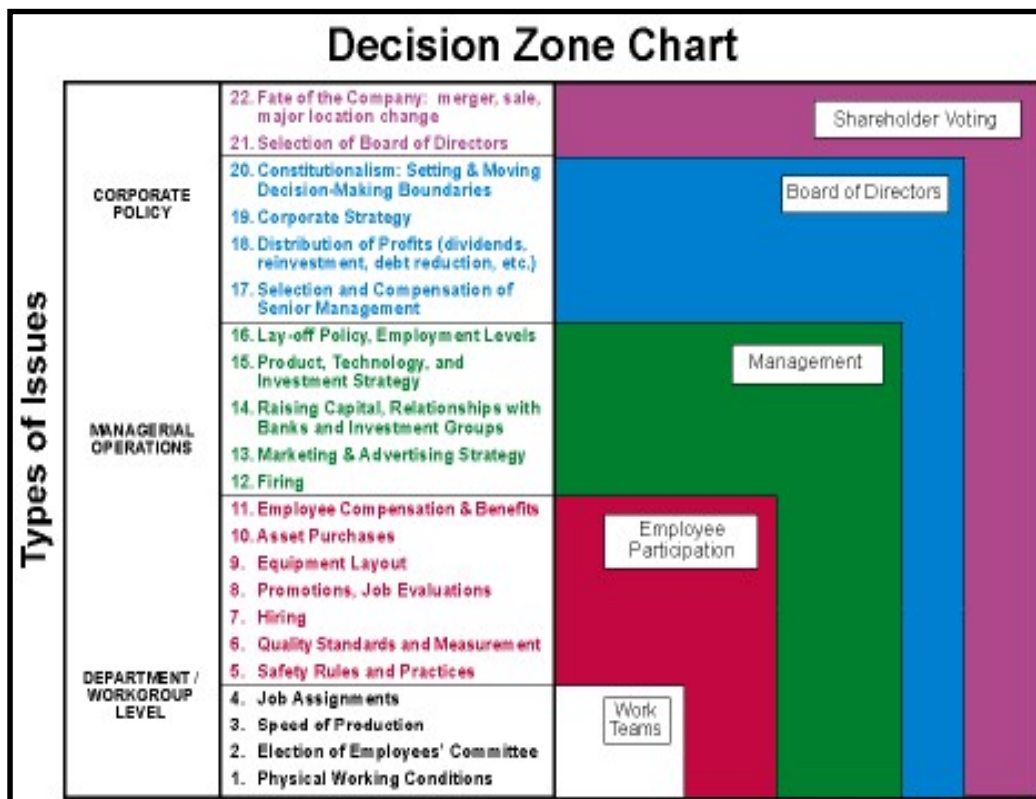 Decision Zone Chart
Types of Issues
CORPORATE
POLICY
MANAGERIAL
OPERATIONS
DEPARTMENT /
WORKGROUP
LEVEL
22. Fate of the Company: merger, sale,
major location change
21. Selection of Board of Directors
20. Constitutionalism: Setting & Moving
Decision-Making Boundaries
19. Corporate Strategy
18. Distribution of Profits (dividends,
reinvestment, debt reduction, etc.)
17. Selection and Compensation of
Senior Management
16. Lay-off Policy, Employment Levels
15. Product, Technology, and
Investment Strategy
14. Raising Capital, Relationships with
Banks and Investment Groups
13. Marketing & Advertising Strategy
12. Firing
11. Employee Compensation & Benefits
10. Asset Purchases
9. Equipment Layout
8. Promotions, Job Evaluations
7. Hiring
6. Quality Standards and Measurement
5. Safety Rules and Practices
4. Job Assignments
3. Speed of Production
2. Election of Employees' Committee
1. Physical Working Conditions
Shareholder Voting
Board of Directors
Management
Employee
Participation
Work
Teams